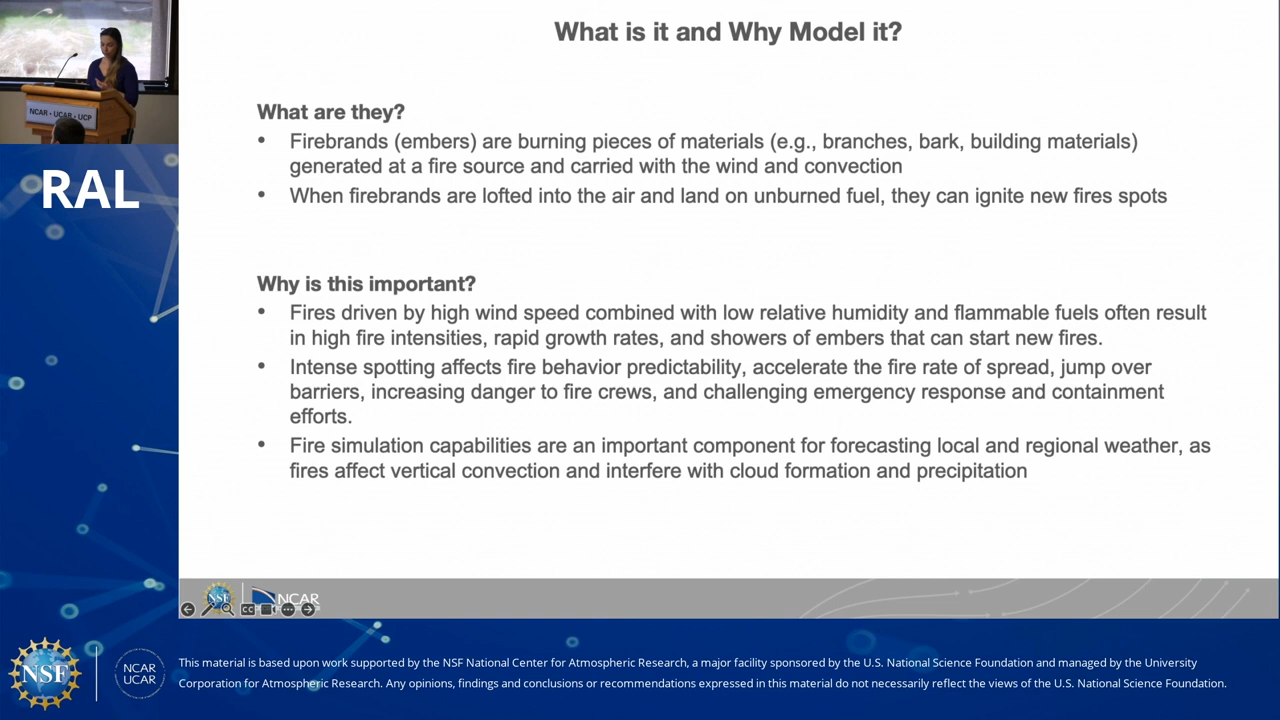 What is it and Why Model it?
NCAR - UCAR - UCP
RAL
What are they?
• Firebrands (embers) are burning pieces of materials (e.g., branches, bark, building materials)
generated at a fire source and carried with the wind and convection
• When firebrands are lofted into the air and land on unburned fuel, they can ignite new fires spots
Why is this important?
• Fires driven by high wind speed combined with low relative humidity and flammable fuels often result
in high fire intensities, rapid growth rates, and showers of embers that can start new fires.
• Intense spotting affects fire behavior predictability, accelerate the fire rate of spread, jump over
barriers, increasing danger to fire crews, and challenging emergency response and containment
efforts.
• Fire simulation capabilities are an important component for forecasting local and regional weather, as
fires affect vertical convection and interfere with cloud formation and precipitation
NSF
NCAR
CC
NSF
NCAR
UCAR
This material is based upon work supported by the NSF National Center for Atmospheric Research, a major facility sponsored by the U.S. National Science Foundation and managed by the University
Corporation for Atmospheric Research. Any opinions, findings and conclusions or recommendations expressed in this material do not necessarily reflect the views of the U.S. National Science Foundation.